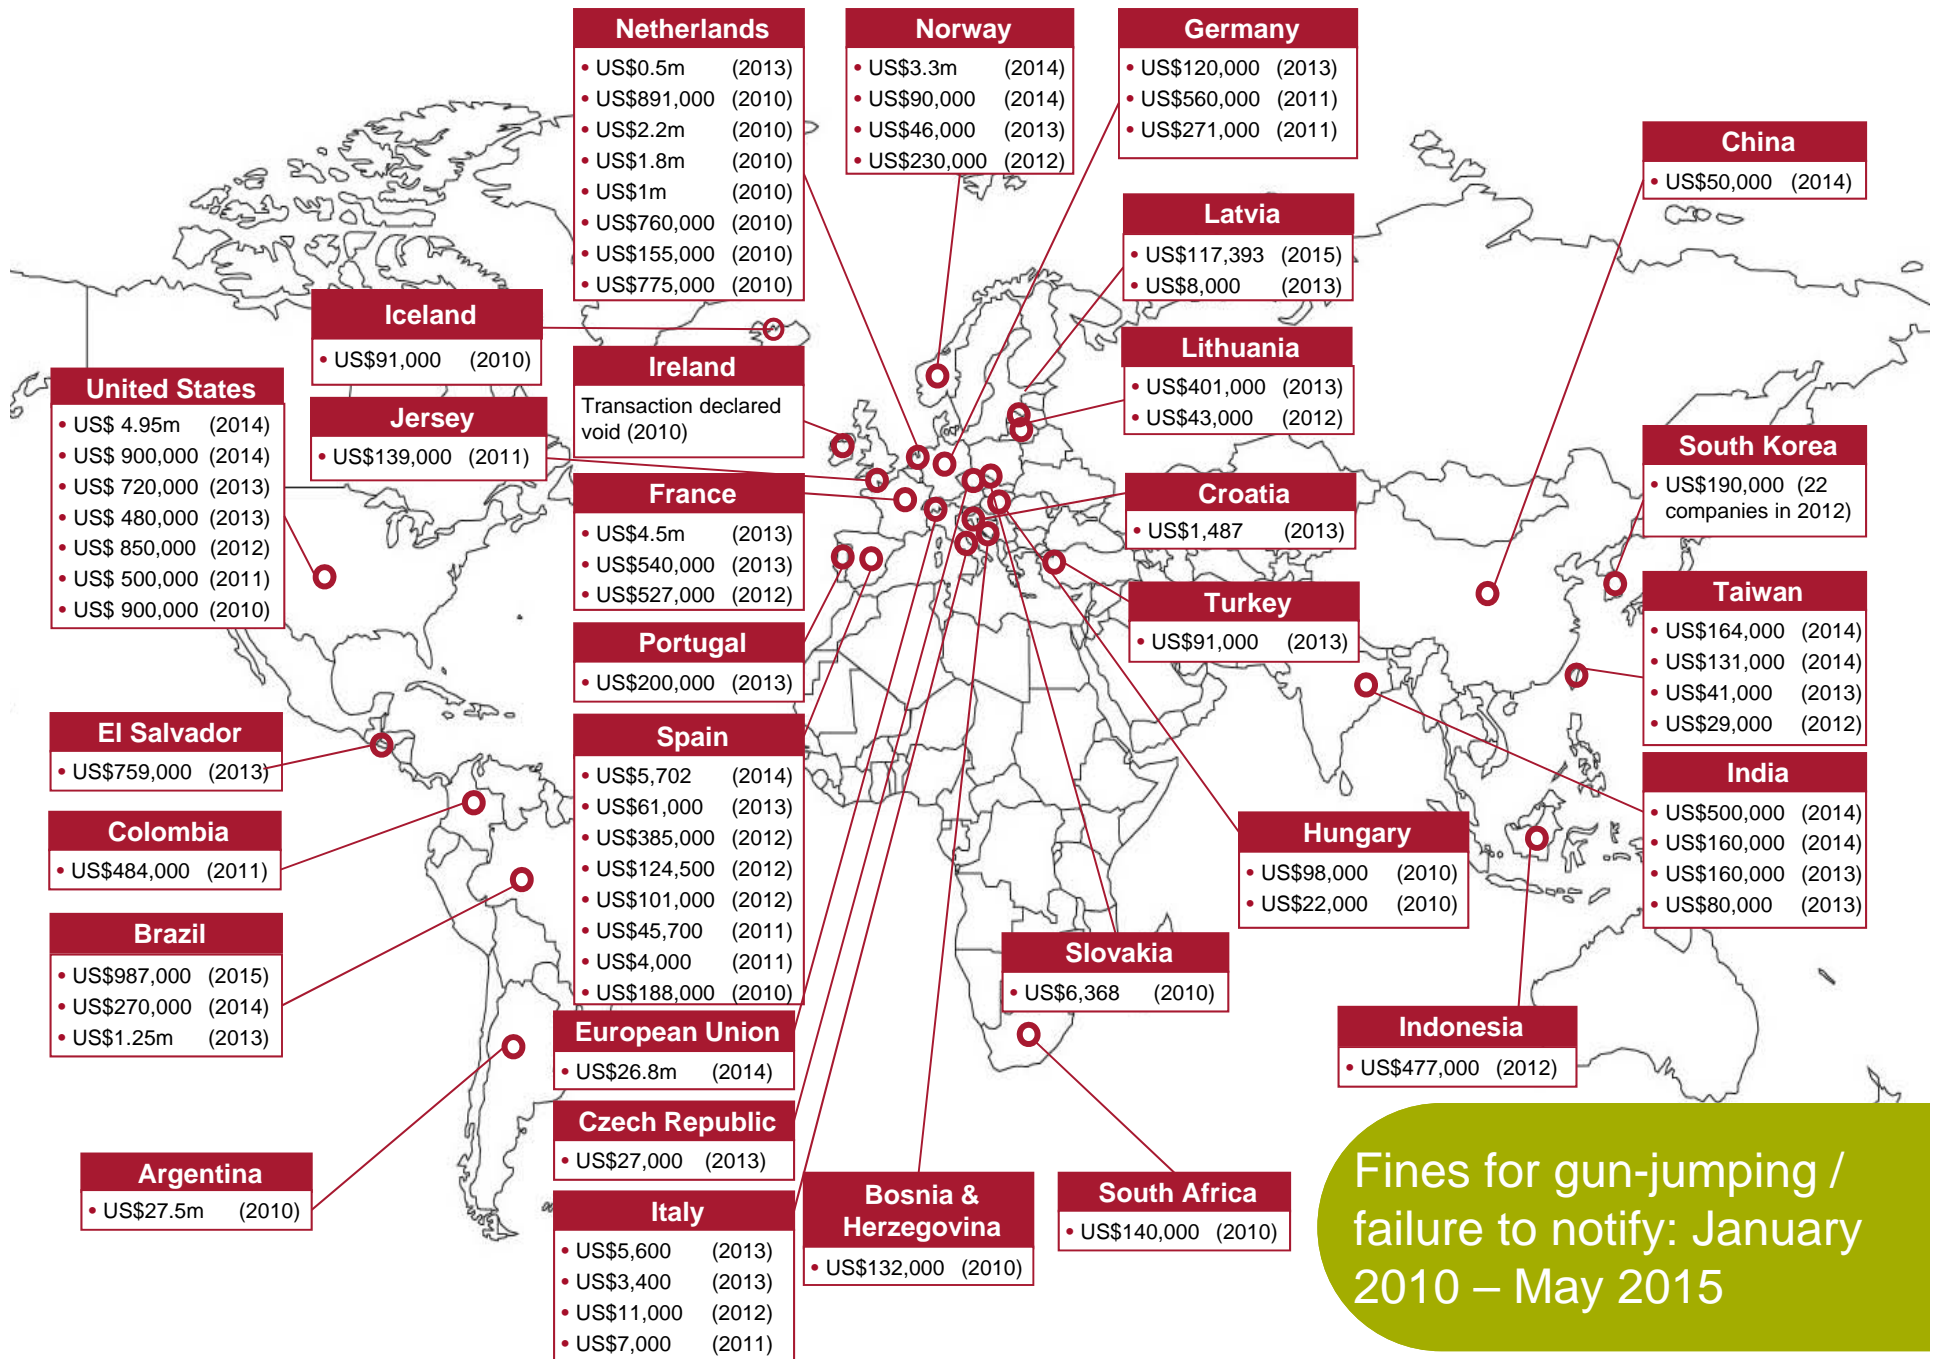 Netherlands
• US$0.5m (2013)
• US$891,000 (2010)
• US$2.2m (2010)
• US$1.8m (2010)
• US$1m (2010)
• US$760,000 (2010)
• US$155,000 (2010)
• US$775,000 (2010)
Norway
• US$3.3m (2014)
• US$90,000 (2014)
• US$46,000 (2013)
• US$230,000 (2012)
Germany
• US$120,000 (2013)
• US$560,000 (2011)
• US$271,000 (2011)
China
• US$50,000 (2014)
Latvia
• US$117,393 (2015)
• US$8,000 (2013)
Iceland
• US$91,000 (2010)
Ireland
Transaction declared
void (2010)
Lithuania
• US$401,000 (2013)
• US$43,000 (2012)
United States
• US$ 4.95m (2014)
• US$ 900,000 (2014)
• US$ 720,000 (2013)
• US$ 480,000 (2013)
• US$ 850,000 (2012)
• US$ 500,000 (2011)
• US$ 900,000 (2010)
Jersey
• US$139,000 (2011)
South Korea
• US$190,000 (22
companies in 2012)
France
• US$4.5m (2013)
• US$540,000 (2013)
• US$527,000 (2012)
Croatia
• US$1,487 (2013)
Turkey
• US$91,000 (2013)
Taiwan
• US$164,000 (2014)
• US$131,000 (2014)
• US$41,000 (2013)
• US$29,000 (2012)
Portugal
• US$200,000 (2013)
El Salvador
• US$759,000 (2013)
Spain
• US$5,702 (2014)
• US$61,000 (2013)
• US$385,000 (2012)
• US$124,500 (2012)
• US$101,000 (2012)
• US$45,700 (2011)
• US$4,000 (2011)
• US$188,000 (2010)
India
• US$500,000 (2014)
• US$160,000 (2014)
• US$160,000 (2013)
• US$80,000 (2013)
Colombia
• US$484,000 (2011)
Hungary
• US$98,000 (2010)
• US$22,000 (2010)
Brazil
• US$987,000 (2015)
• US$270,000 (2014)
• US$1.25m (2013)
Slovakia
• US$6,368 (2010)
Indonesia
• US$477,000 (2012)
European Union
• US$26.8m (2014)
Czech Republic
• US$27,000 (2013)
Argentina
• US$27.5m (2010)
Italy
• US$5,600 (2013)
• US$3,400 (2013)
• US$11,000 (2012)
• US$7,000 (2011)
Bosnia &
Herzegovina
• US$132,000 (2010)
South Africa
• US$140,000 (2010)
Fines for gun-jumping /
failure to notify: January
2010 – May 2015